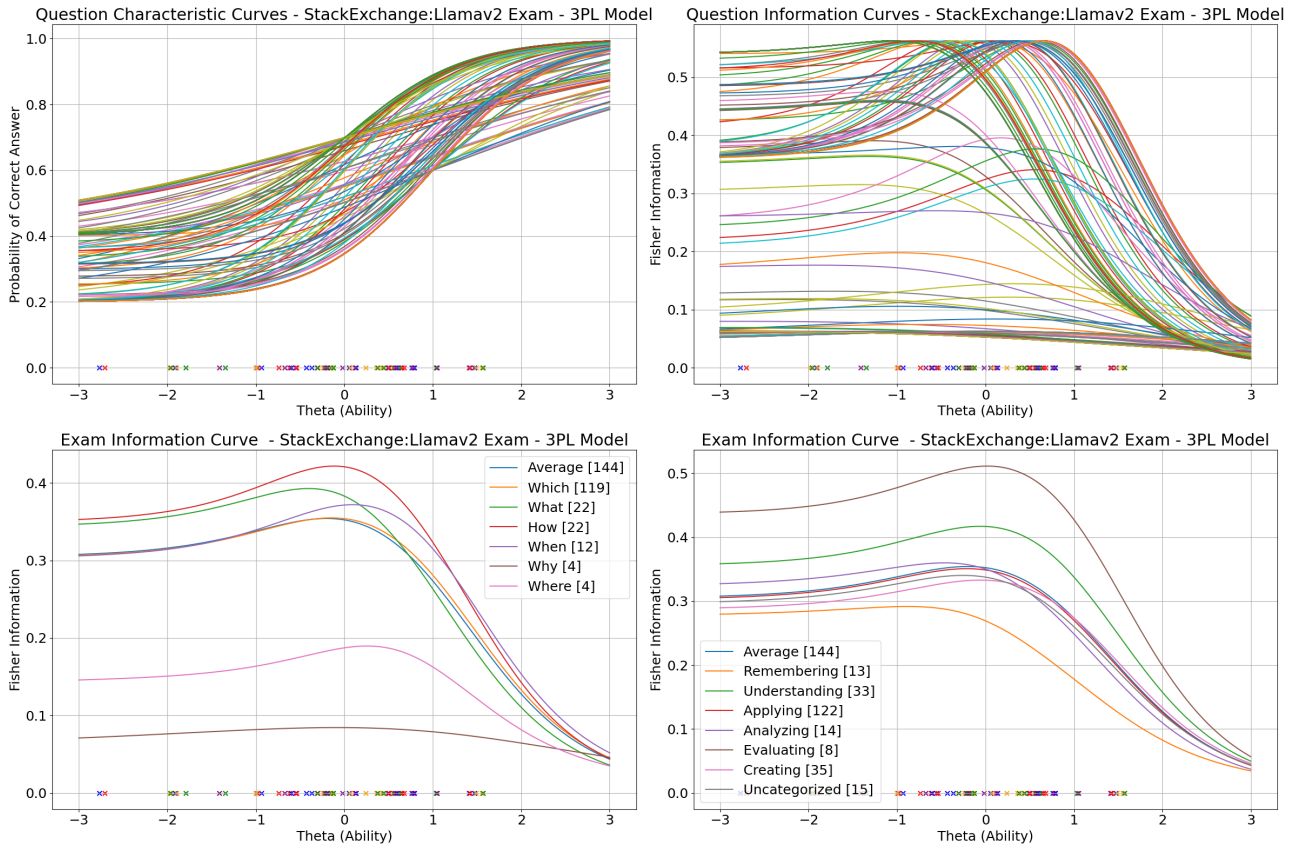 Question Characteristic Curves - StackExchange:Llamav2 Exam - 3PL Model
1.0
0.8
0.6
0.4
0.2
0.0
Probability of Correct Answer
−3 −2 −1 0 1 2 3
Theta (Ability)
Question Information Curves - StackExchange:Llamav2 Exam - 3PL Model
0.5
0.4
0.3
0.2
0.1
0.0
Fisher Information
−3 −2 −1 0 1 2 3
Theta (Ability)
Exam Information Curve - StackExchange:Llamav2 Exam - 3PL Model
0.4
0.3
0.2
0.1
0.0
Fisher Information
Average [144]
Which [119]
What [22]
How [22]
When [12]
Why [4]
Where [4]
−3 −2 −1 0 1 2 3
Theta (Ability)
Exam Information Curve - StackExchange:Llamav2 Exam - 3PL Model
0.5
0.4
0.3
0.2
0.1
0.0
Fisher Information
Average [144]
Remembering [13]
Understanding [33]
Applying [122]
Analyzing [14]
Evaluating [8]
Creating [35]
Uncategorized [15]
−3 −2 −1 0 1 2 3
Theta (Ability)